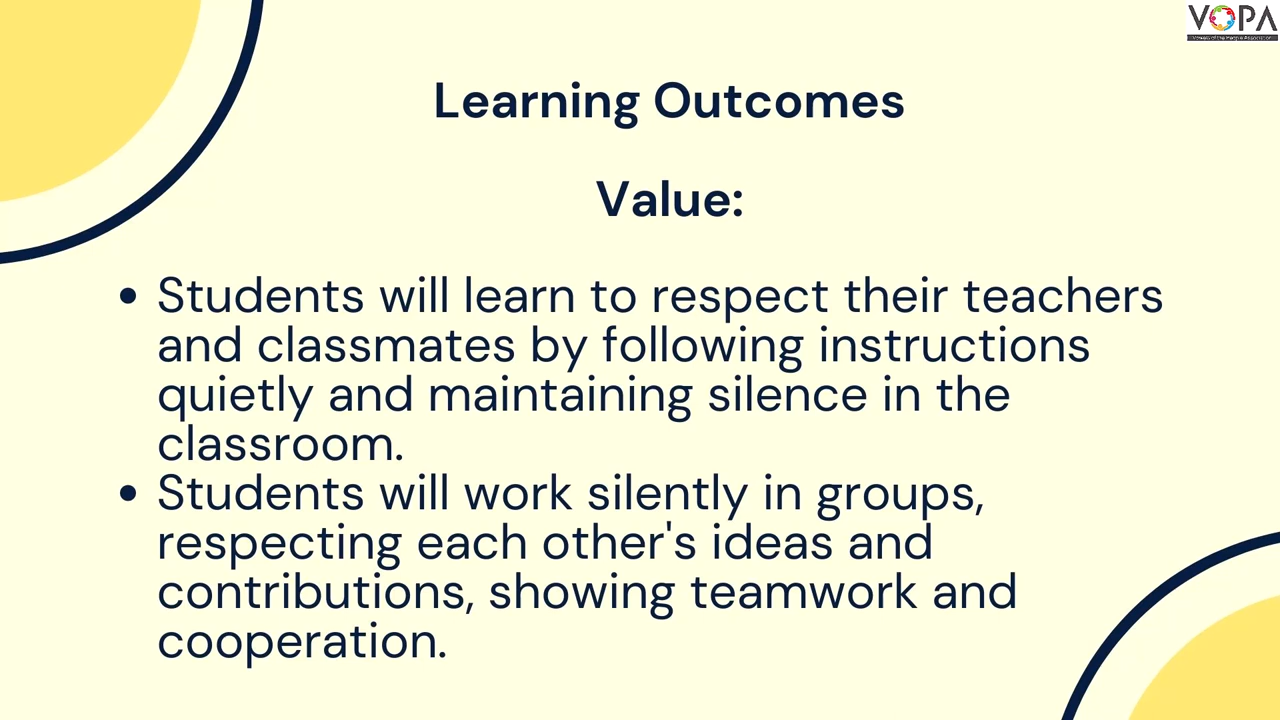 VOPA
Learning Outcomes
Value:
• Students will learn to respect their teachers
and classmates by following instructions
quietly and maintaining silence in the
classroom.
• Students will work silently in groups,
respecting each other's ideas and
contributions, showing teamwork and
cooperation.